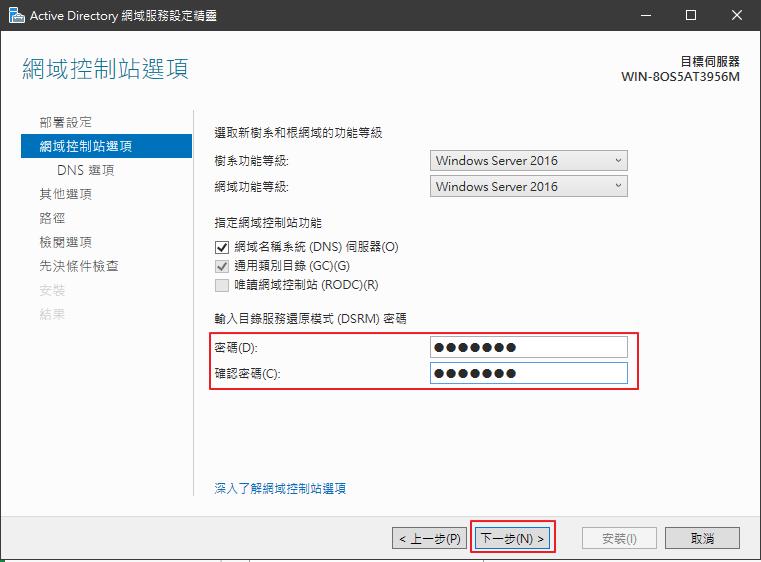 Active Directory 網域服務設定精靈
網域控制站選項
目標伺服器
WIN-8OS5AT3956M
部署設定
網域控制站選項
DNS 選項
其他選項
路徑
檢閱選項
先決條件檢查
安裝
結果
選取新樹系和根網域的功能等級
樹系功能等級: Windows Server 2016
網域功能等級: Windows Server 2016
指定網域控制站功能
網域名稱系統 (DNS) 伺服器(O)
通用類別目錄 (GC)(G)
唯讀網域控制站 (RODC)(R)
輸入目錄服務還原模式 (DSRM) 密碼
密碼(D): ●●●●●●●
確認密碼(C): ●●●●●●●
深入了解網域控制站選項
< 上一步(P) 下一步(N) > 安裝(I) 取消